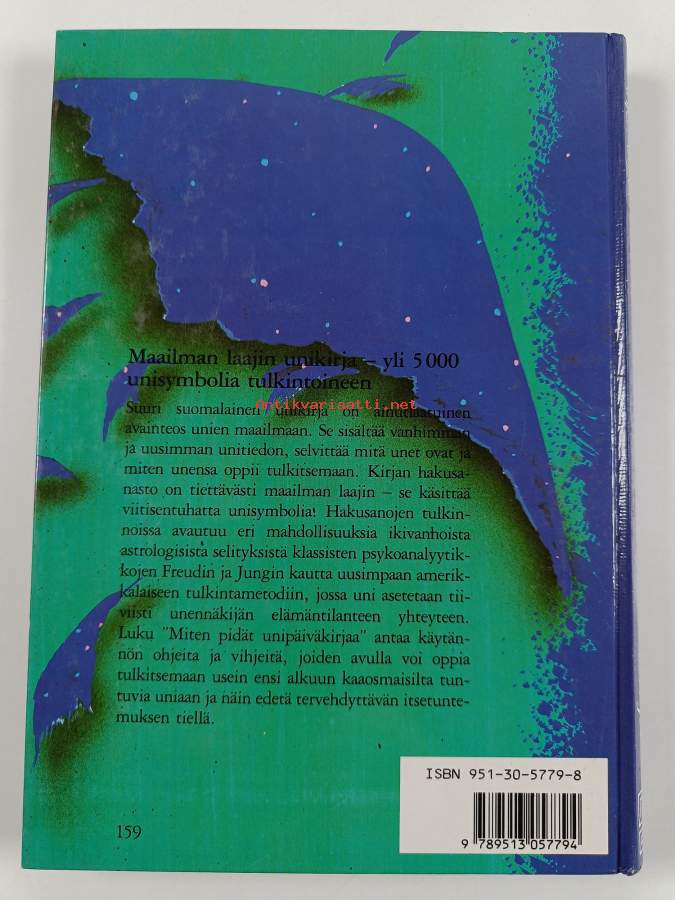 Maailman laajin unikirja – yli 5000
unisymbolia tulkintoineen
antikvariaatti.net
Suuri suomalainen unikirja on ainutlaatuinen
avainteos unien maailmaan. Se sisältää vanhimman
ja uusimman unitiedon, selvittää mitä unet ovat ja
miten unensa oppii tulkitsemaan. Kirjan hakusa-
nasto on tiettävästi maailman laajin – se käsittää
viitisentuhatta unisymbolia! Hakusanojen tulkin-
noissa avautuu eri mahdollisuuksia ikivanhoista
astrologisista selityksistä klassisten psykoanalyytik-
kojen Freudin ja Jungin kautta uusimpaan amerik-
kalaiseen tulkintametodiin, jossa uni asetetaan tii-
viisti unennäkijän elämäntilanteen yhteyteen.
Luku "Miten pidät unipäiväkirjaa" antaa käytän-
nön ohjeita ja vihjeitä, joiden avulla voi oppia
tulkitsemaan usein ensi alkuun kaaosmaisilta tun-
tuvia uniaan ja näin edetä tervehdyttävän itsetunte-
muksen tiellä.
ISBN 951-30-5779-8
159
9 789513 057794